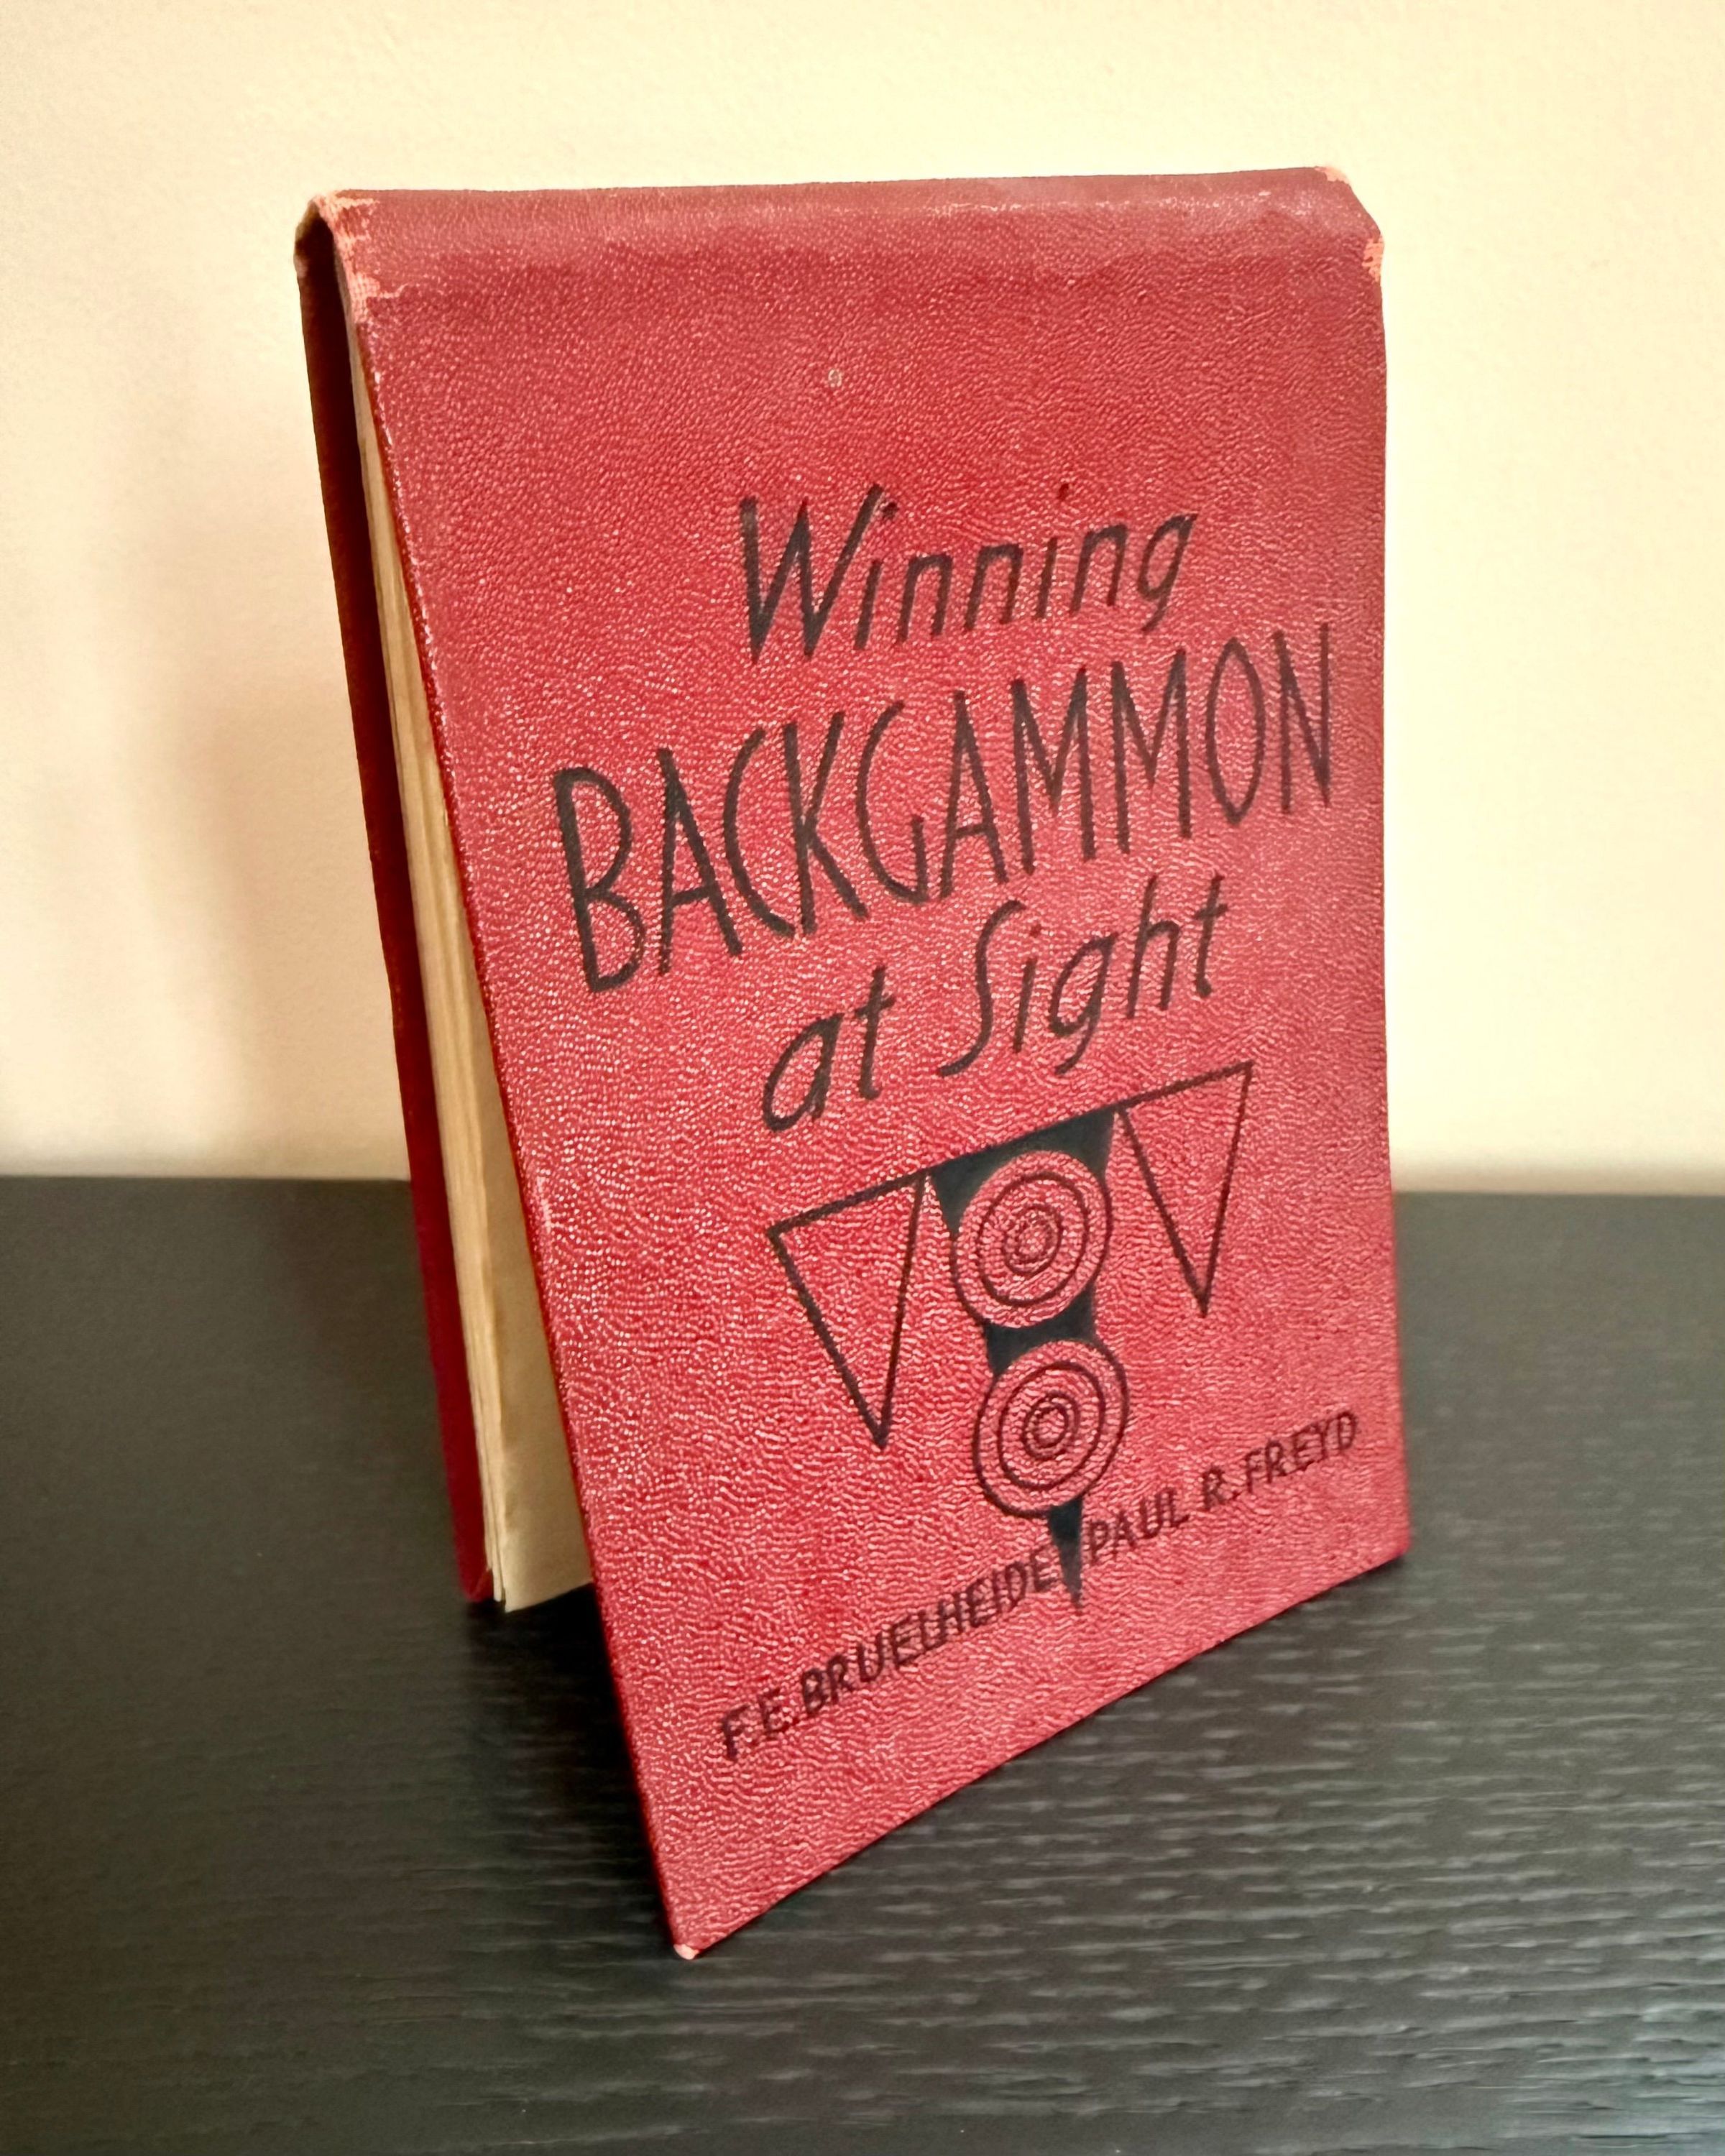 Winning
BACKGAMMON
at Sight
F.E. BRUELHEIDE PAUL R. FREYD